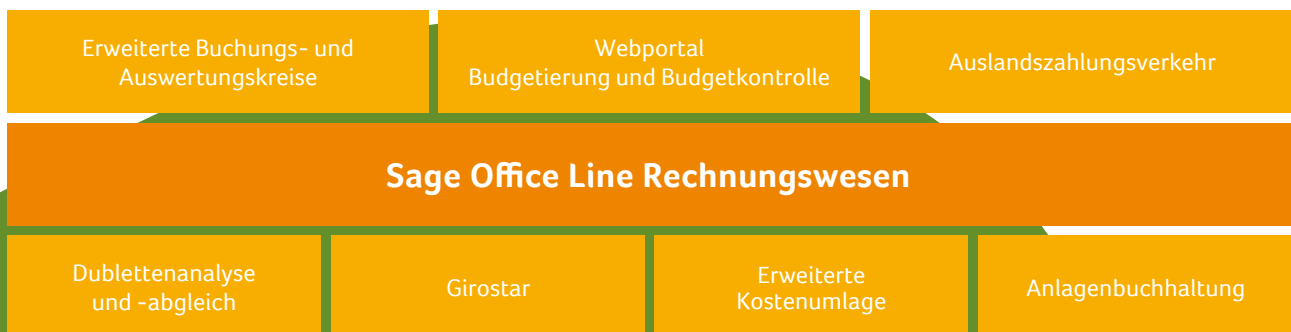 Erweiterte Buchungs- und
Auswertungskreise
Webportal
Budgetierung und Budgetkontrolle
Auslandszahlungsverkehr
Sage Office Line Rechnungswesen
Dublettenanalyse
und -abgleich
Girostar
Erweiterte
Kostenumlage
Anlagenbuchhaltung